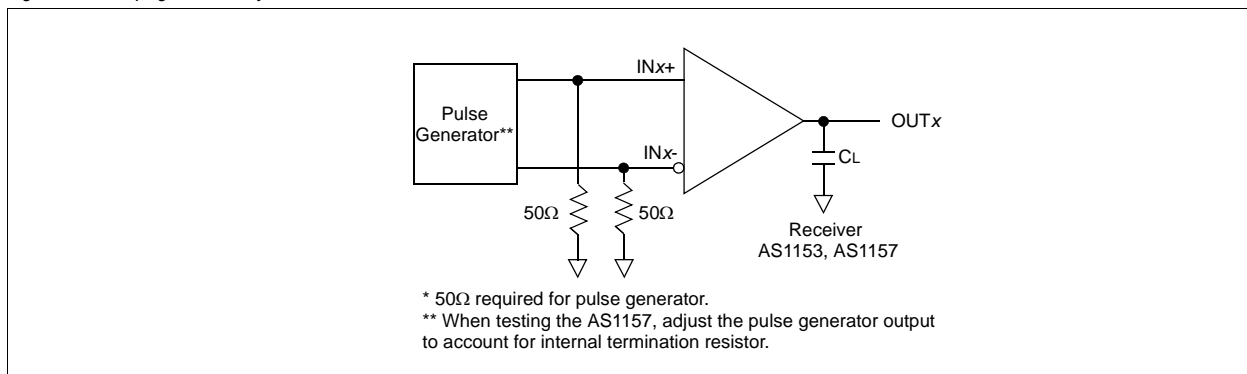 INx+
Pulse
Generator**
OUTx
INx-
CL
50Ω
50Ω
Receiver
AS1153, AS1157
* 50Ω required for pulse generator.
** When testing the AS1157, adjust the pulse generator output
to account for internal termination resistor.